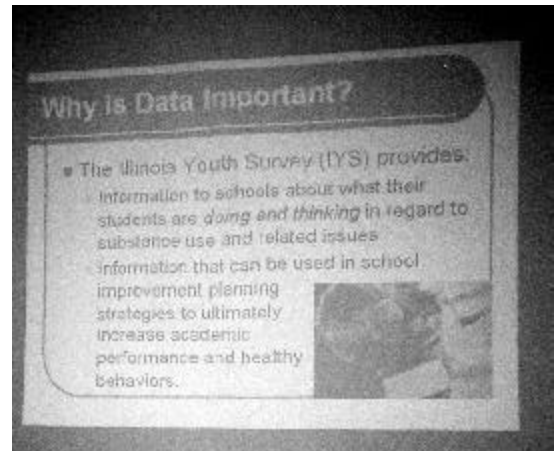 Why is Data Important?
The Illinois Youth Survey (IYS) provides:
Information to schools about what their
students are doing and thinking in regard to
substance use and related issues
Information that can be used in school
improvement planning
strategies to ultimately
increase academic
performance and healthy
behaviors.